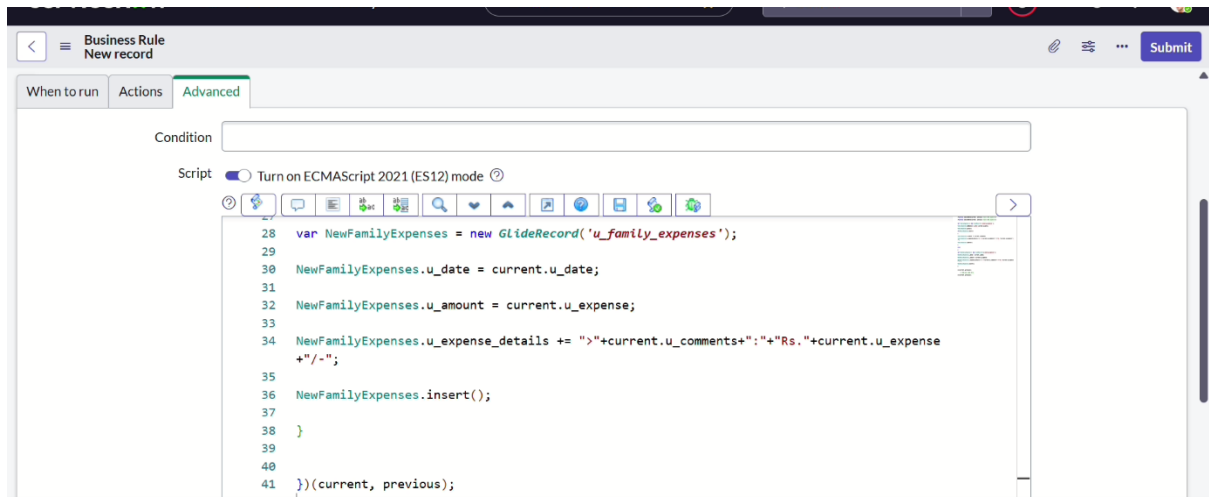 Business Rule
New record
Submit
When to run
Actions
Advanced
Condition
Script
Turn on ECMAScript 2021 (ES12) mode
28 var NewFamilyExpenses = new GLideRecord('u_family_expenses');
29
30 NewFamilyExpenses.u_date = current.u_date;
31
32 NewFamilyExpenses.u_amount = current.u_expense;
33
34 NewFamilyExpenses.u_expense_details += ">"+current.u_comments+":"+"Rs."+current.u_expense
+"/-";
35
36 NewFamilyExpenses.insert();
37
38 }
39
40
41 })(current, previous);